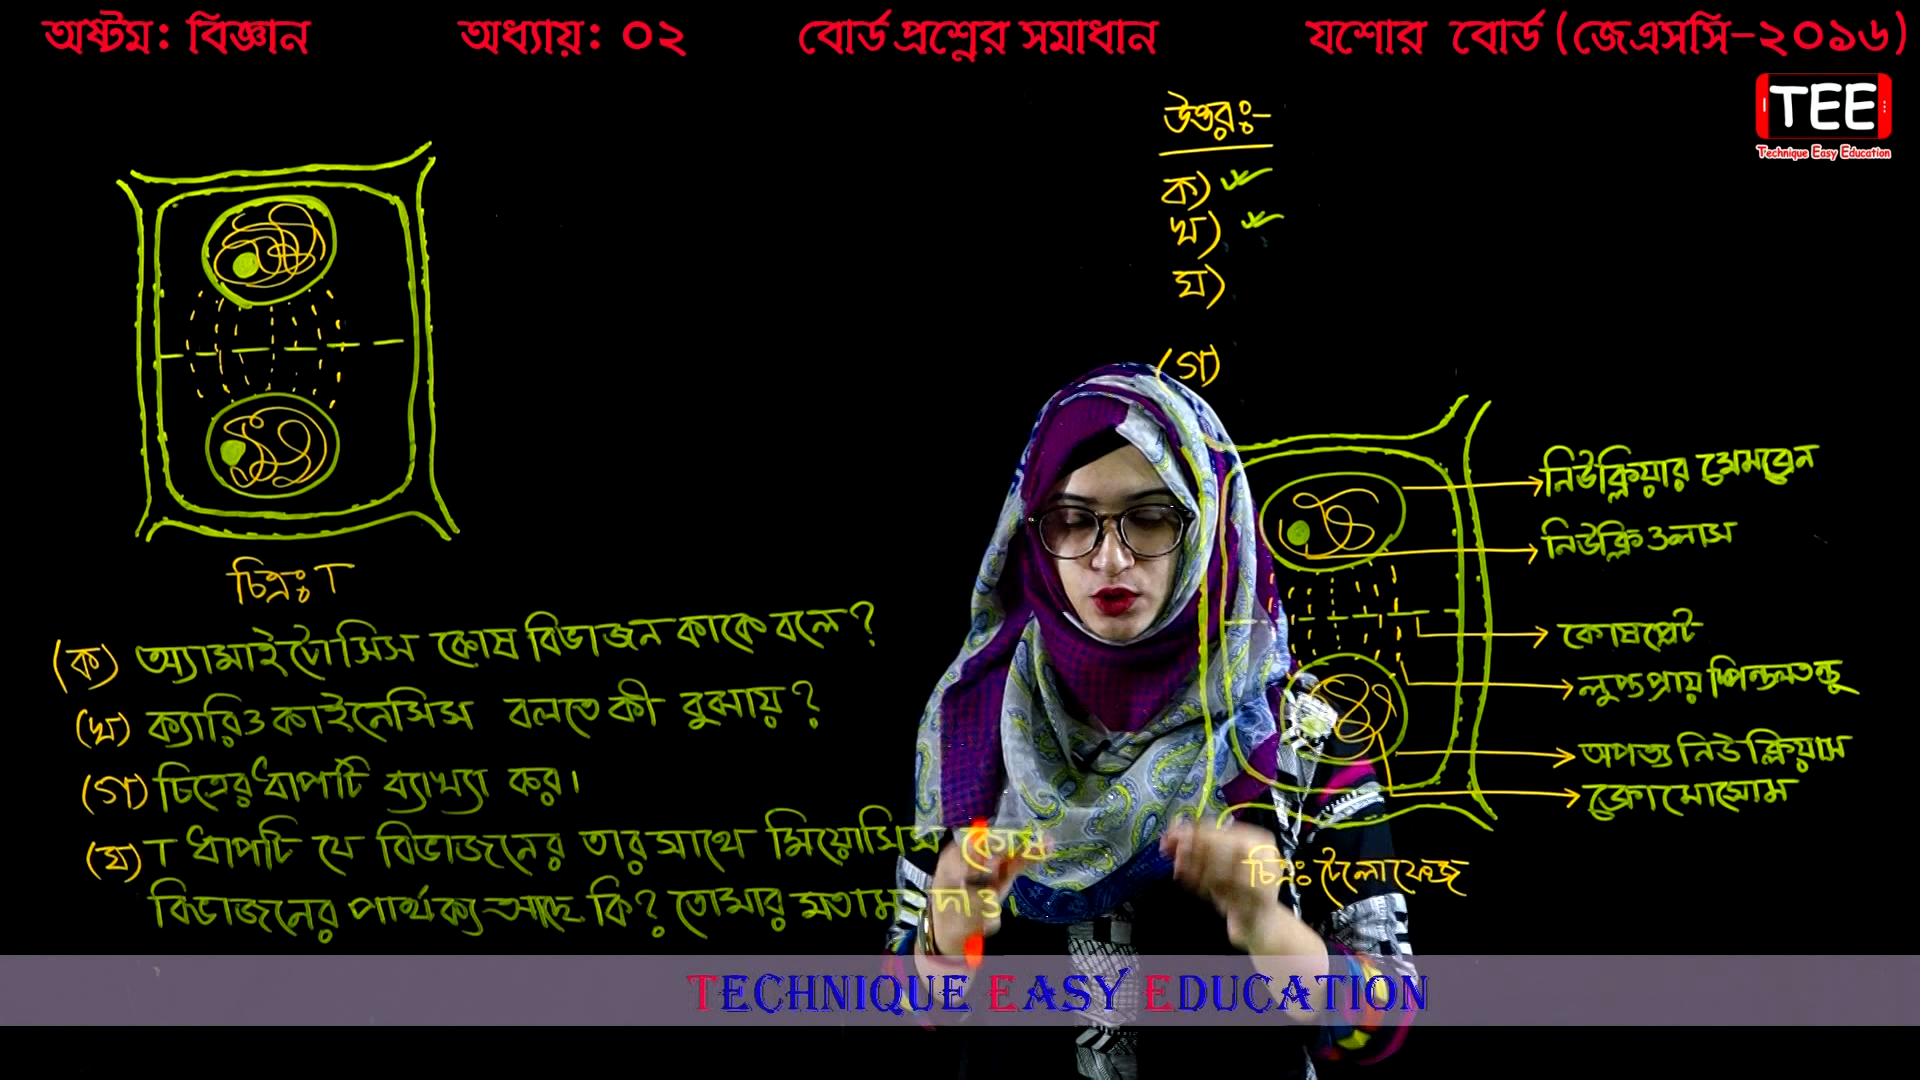 অষ্টম: বিজ্ঞান
অধ্যায়: ০২
বোর্ড প্রশ্নের সমাধান
যশোর বোর্ড (জেএসসি-২০১৬)
TEE
Technique Easy Education
চিত্রঃ T
(ক) অ্যামাইটোসিস কোষ বিভাজন কাকে বলে?
(খ) ক্যারিওকাইনেসিস বলতে কী বুঝায়?
(গ) চিত্রের ধাপটি ব্যাখ্যা কর।
(ঘ) T ধাপটি যে বিভাজনের তার সাথে মিয়োসিস কোষ
বিভাজনের পার্থক্য আছে কি? তোমার মতামত দাও।
উত্তরঃ-
ক)
খ)
ঘ)
(গ)
নিউক্লিয়ার মেমব্রেন
নিউক্লিওলাস
কোষপ্লেট
লুপ্তপ্রায় স্পিন্ডলতন্তু
অপত্য নিউক্লিয়াস
ক্রোমোসোম
চিত্রঃ টেলোফেজ
TECHNIQUE EASY EDUCATION